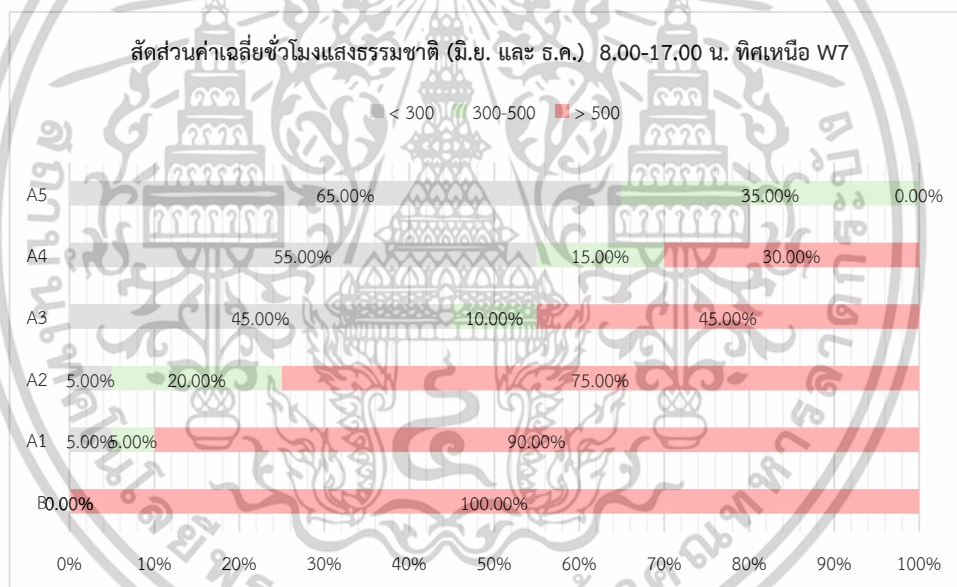 สัดส่วนค่าเฉลี่ยชั่วโมงแสงธรรมชาติ (มิ.ย. และ ธ.ค.) 8.00-17.00 น. ทิศเหนือ W7
< 300 300-500 > 500
A5 65.00% 35.00% 0.00%
A4 55.00% 15.00% 30.00%
A3 45.00% 10.00% 45.00%
A2 5.00% 20.00% 75.00%
A1 5.00% 5.00% 90.00%
B 0.00% 100.00%
0% 10% 20% 30% 40% 50% 60% 70% 80% 90% 100%